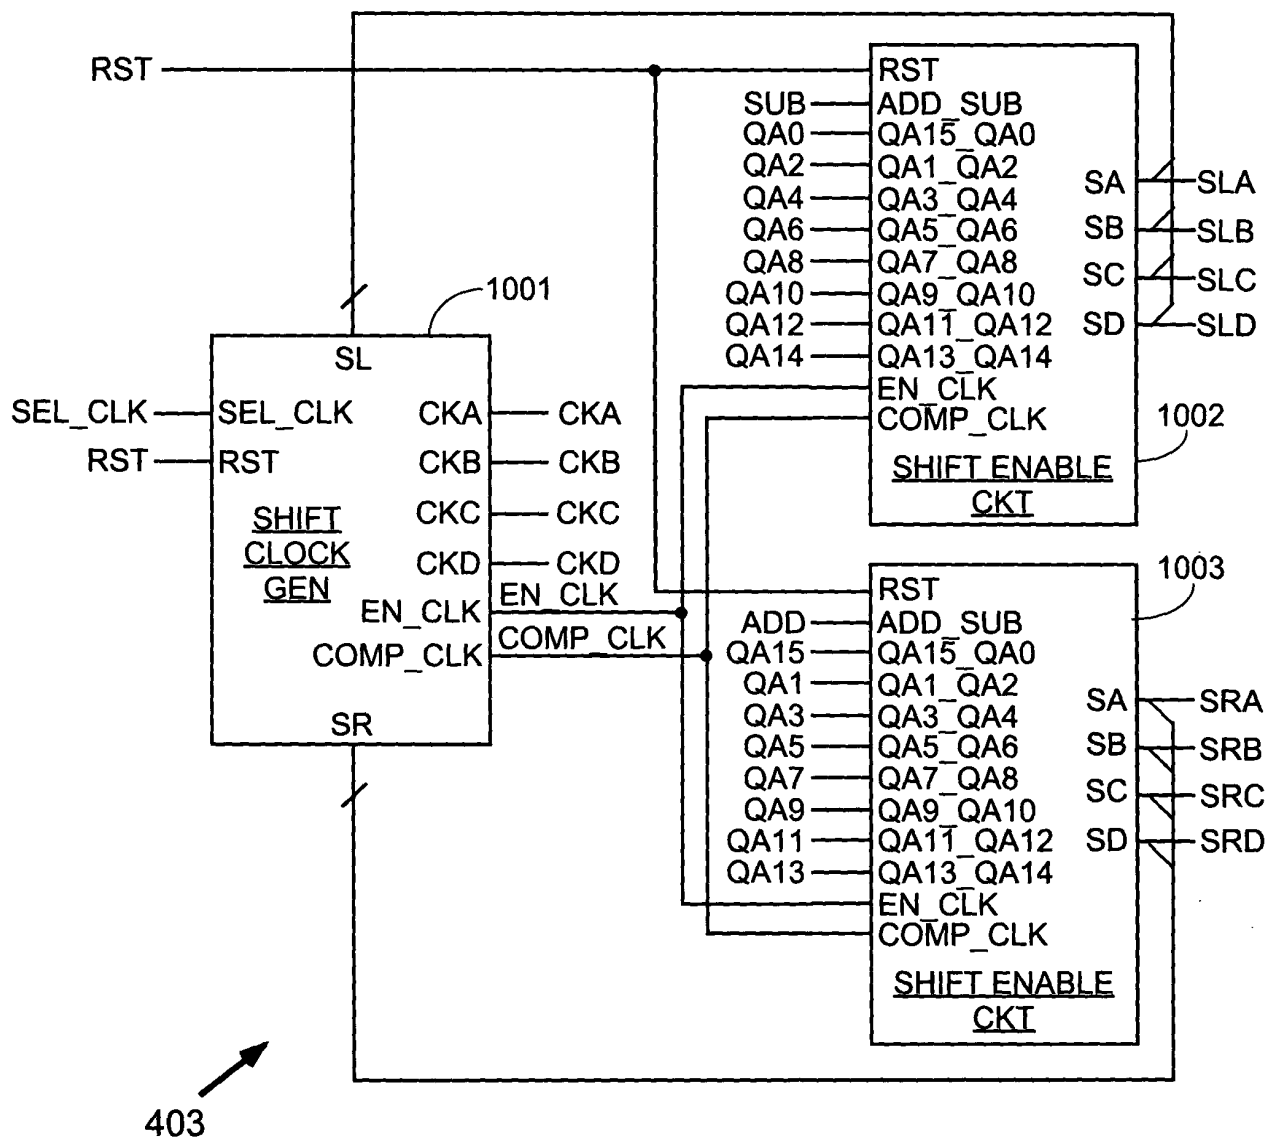 RST
RST
SUB
ADD_SUB
QA0
QA15_QA0
QA2
QA1_QA2
QA4
QA3_QA4
QA6
QA5_QA6
QA8
QA7_QA8
QA10
QA9_QA10
QA12
QA11_QA12
QA14
QA13_QA14
EN_CLK
COMP_CLK
SA
SLA
SB
SLB
SC
SLC
SD
SLD
SHIFT ENABLE
CKT
1002
1001
SL
SEL_CLK
SEL_CLK
RST
RST
SHIFT
CLOCK
GEN
CKA
CKA
CKB
CKB
CKC
CKC
CKD
CKD
EN_CLK
EN_CLK
COMP_CLK
COMP_CLK
SR
1003
RST
ADD
ADD_SUB
QA15
QA15_QA0
QA1
QA1_QA2
QA3
QA3_QA4
QA5
QA5_QA6
QA7
QA7_QA8
QA9
QA9_QA10
QA11
QA11_QA12
QA13
QA13_QA14
EN_CLK
COMP_CLK
SA
SRA
SB
SRB
SC
SRC
SD
SRD
SHIFT ENABLE
CKT
403